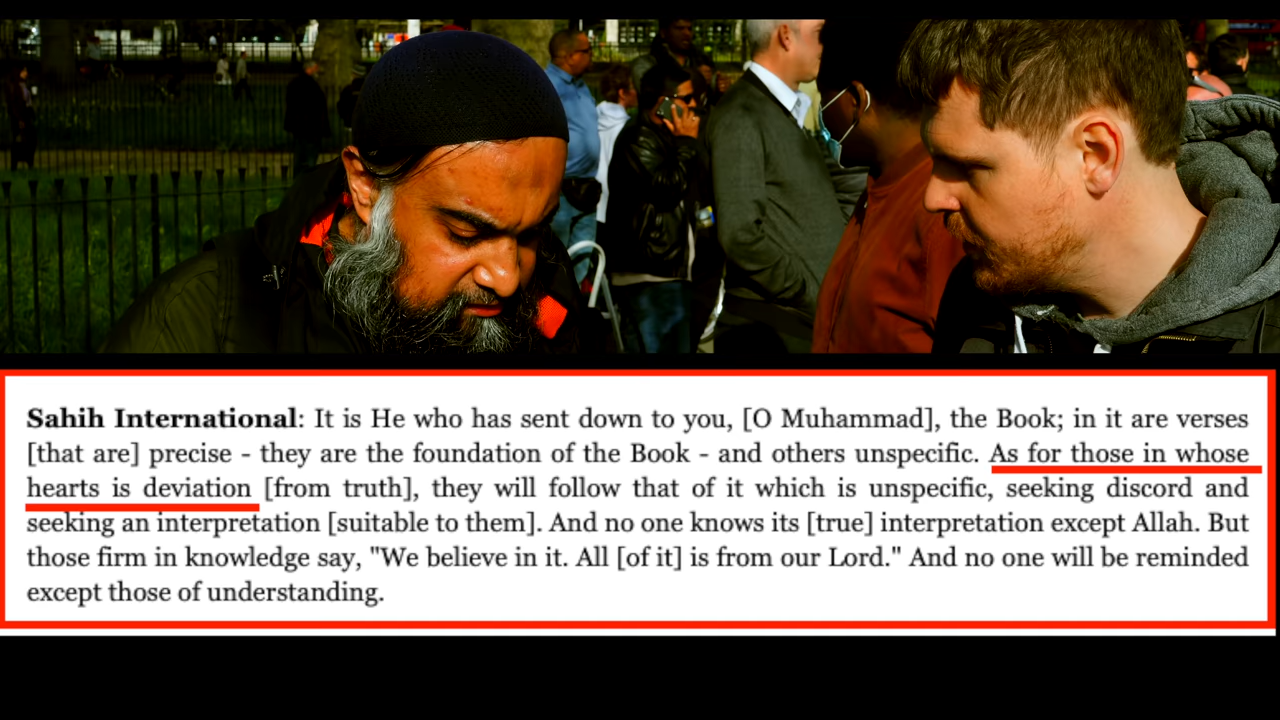 Sahih International: It is He who has sent down to you, [O Muhammad], the Book; in it are verses
[that are] precise - they are the foundation of the Book - and others unspecific. As for those in whose
hearts is deviation [from truth], they will follow that of it which is unspecific, seeking discord and
seeking an interpretation [suitable to them]. And no one knows its [true] interpretation except Allah. But
those firm in knowledge say, "We believe in it. All [of it] is from our Lord." And no one will be reminded
except those of understanding.